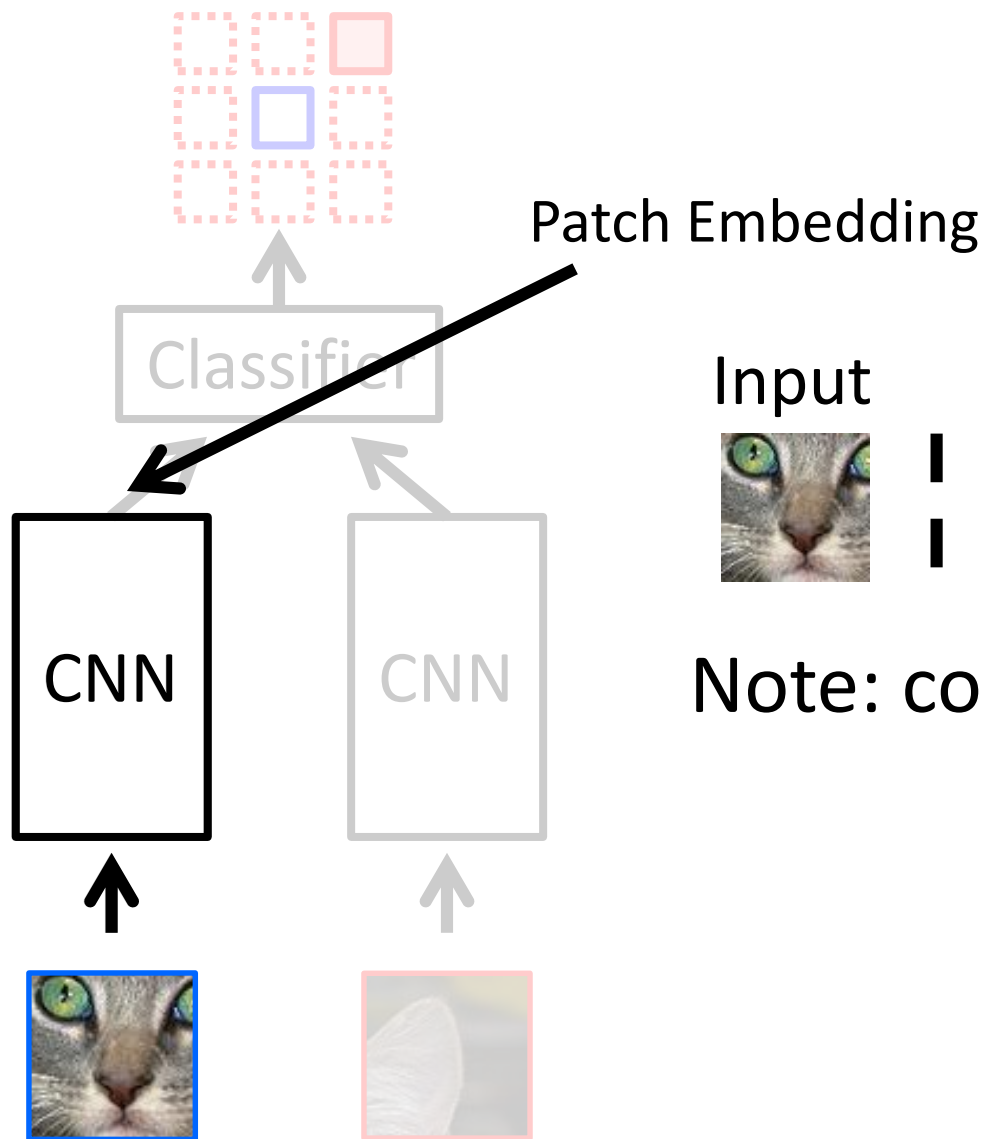 Patch Embedding
Classifier
Input
CNN
CNN
Note: co